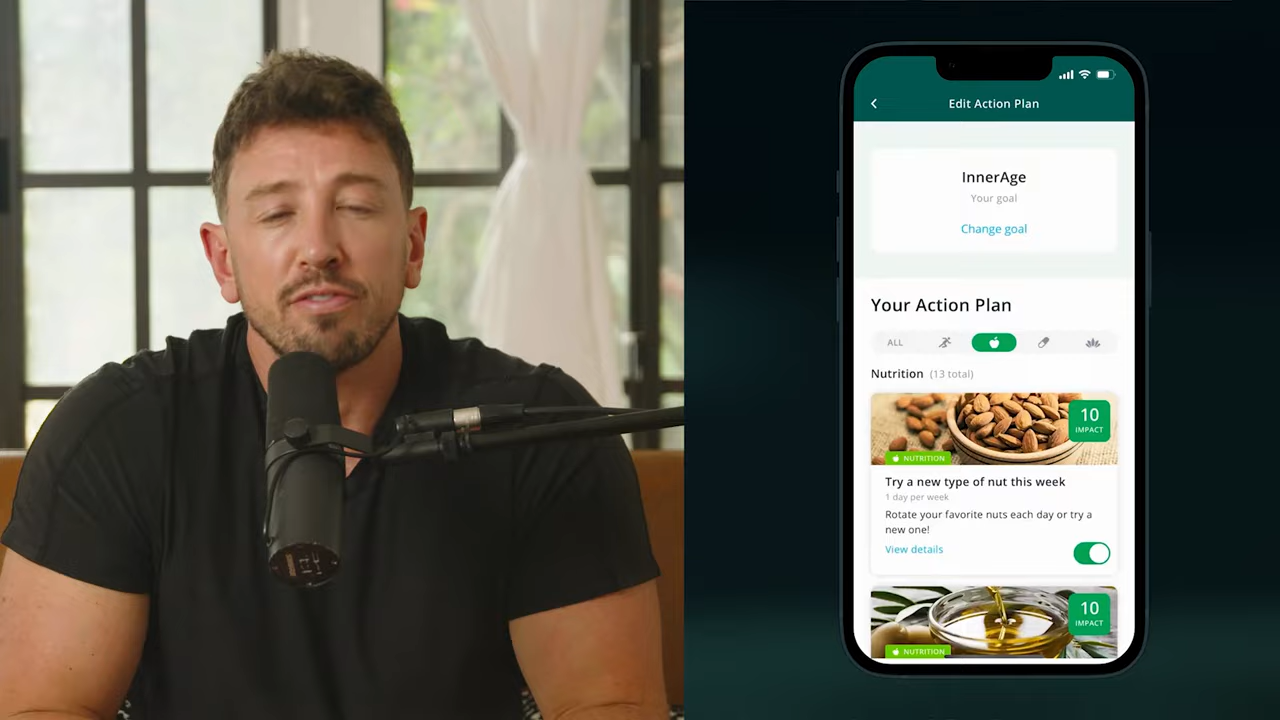 Edit Action Plan
InnerAge
Your goal
Change goal
Your Action Plan
ALL
Nutrition (13 total)
10
IMPACT
NUTRITION
Try a new type of nut this week
1 day per week
Rotate your favorite nuts each day or try a
new one!
View details
10
IMPACT
NUTRITION